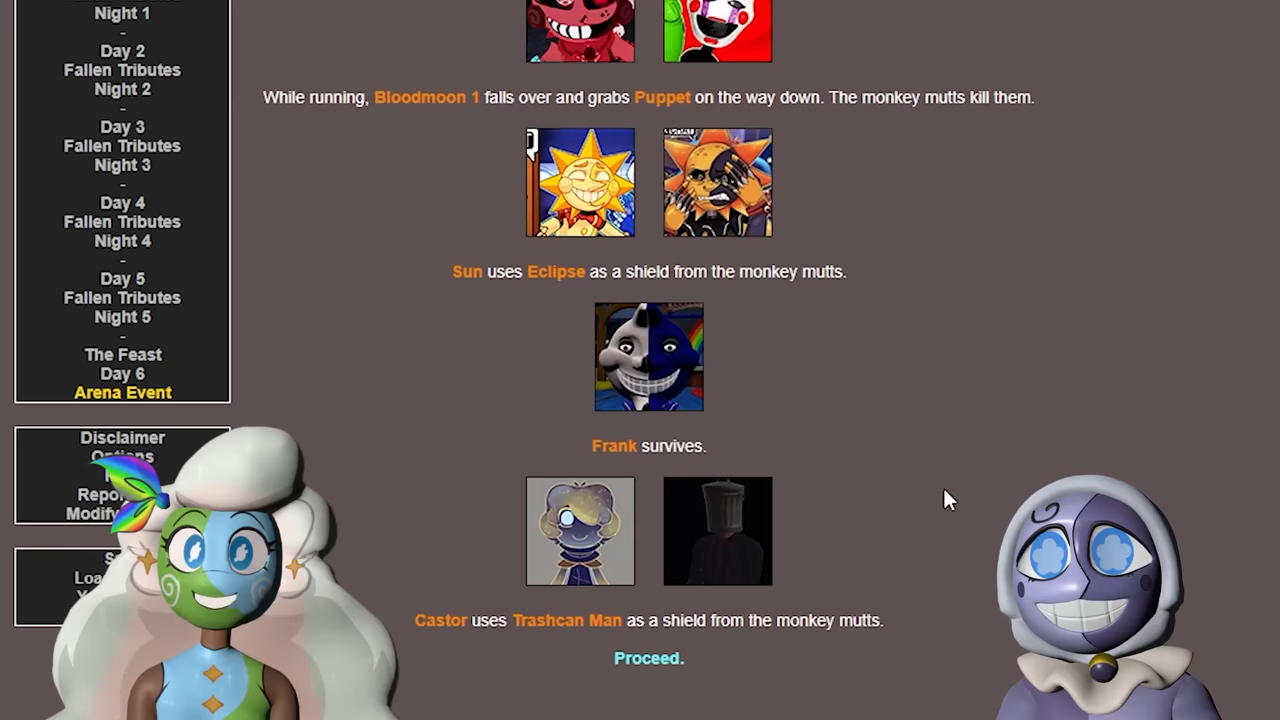 Night 1
-
Day 2
Fallen Tributes
Night 2
-
Day 3
Fallen Tributes
Night 3
-
Day 4
Fallen Tributes
Night 4
-
Day 5
Fallen Tributes
Night 5
-
The Feast
Day 6
Arena Event
Disclaimer
Options
While running, Bloodmoon 1 falls over and grabs Puppet on the way down. The monkey mutts kill them.
Sun uses Eclipse as a shield from the monkey mutts.
Frank survives.
Castor uses Trashcan Man as a shield from the monkey mutts.
Proceed.